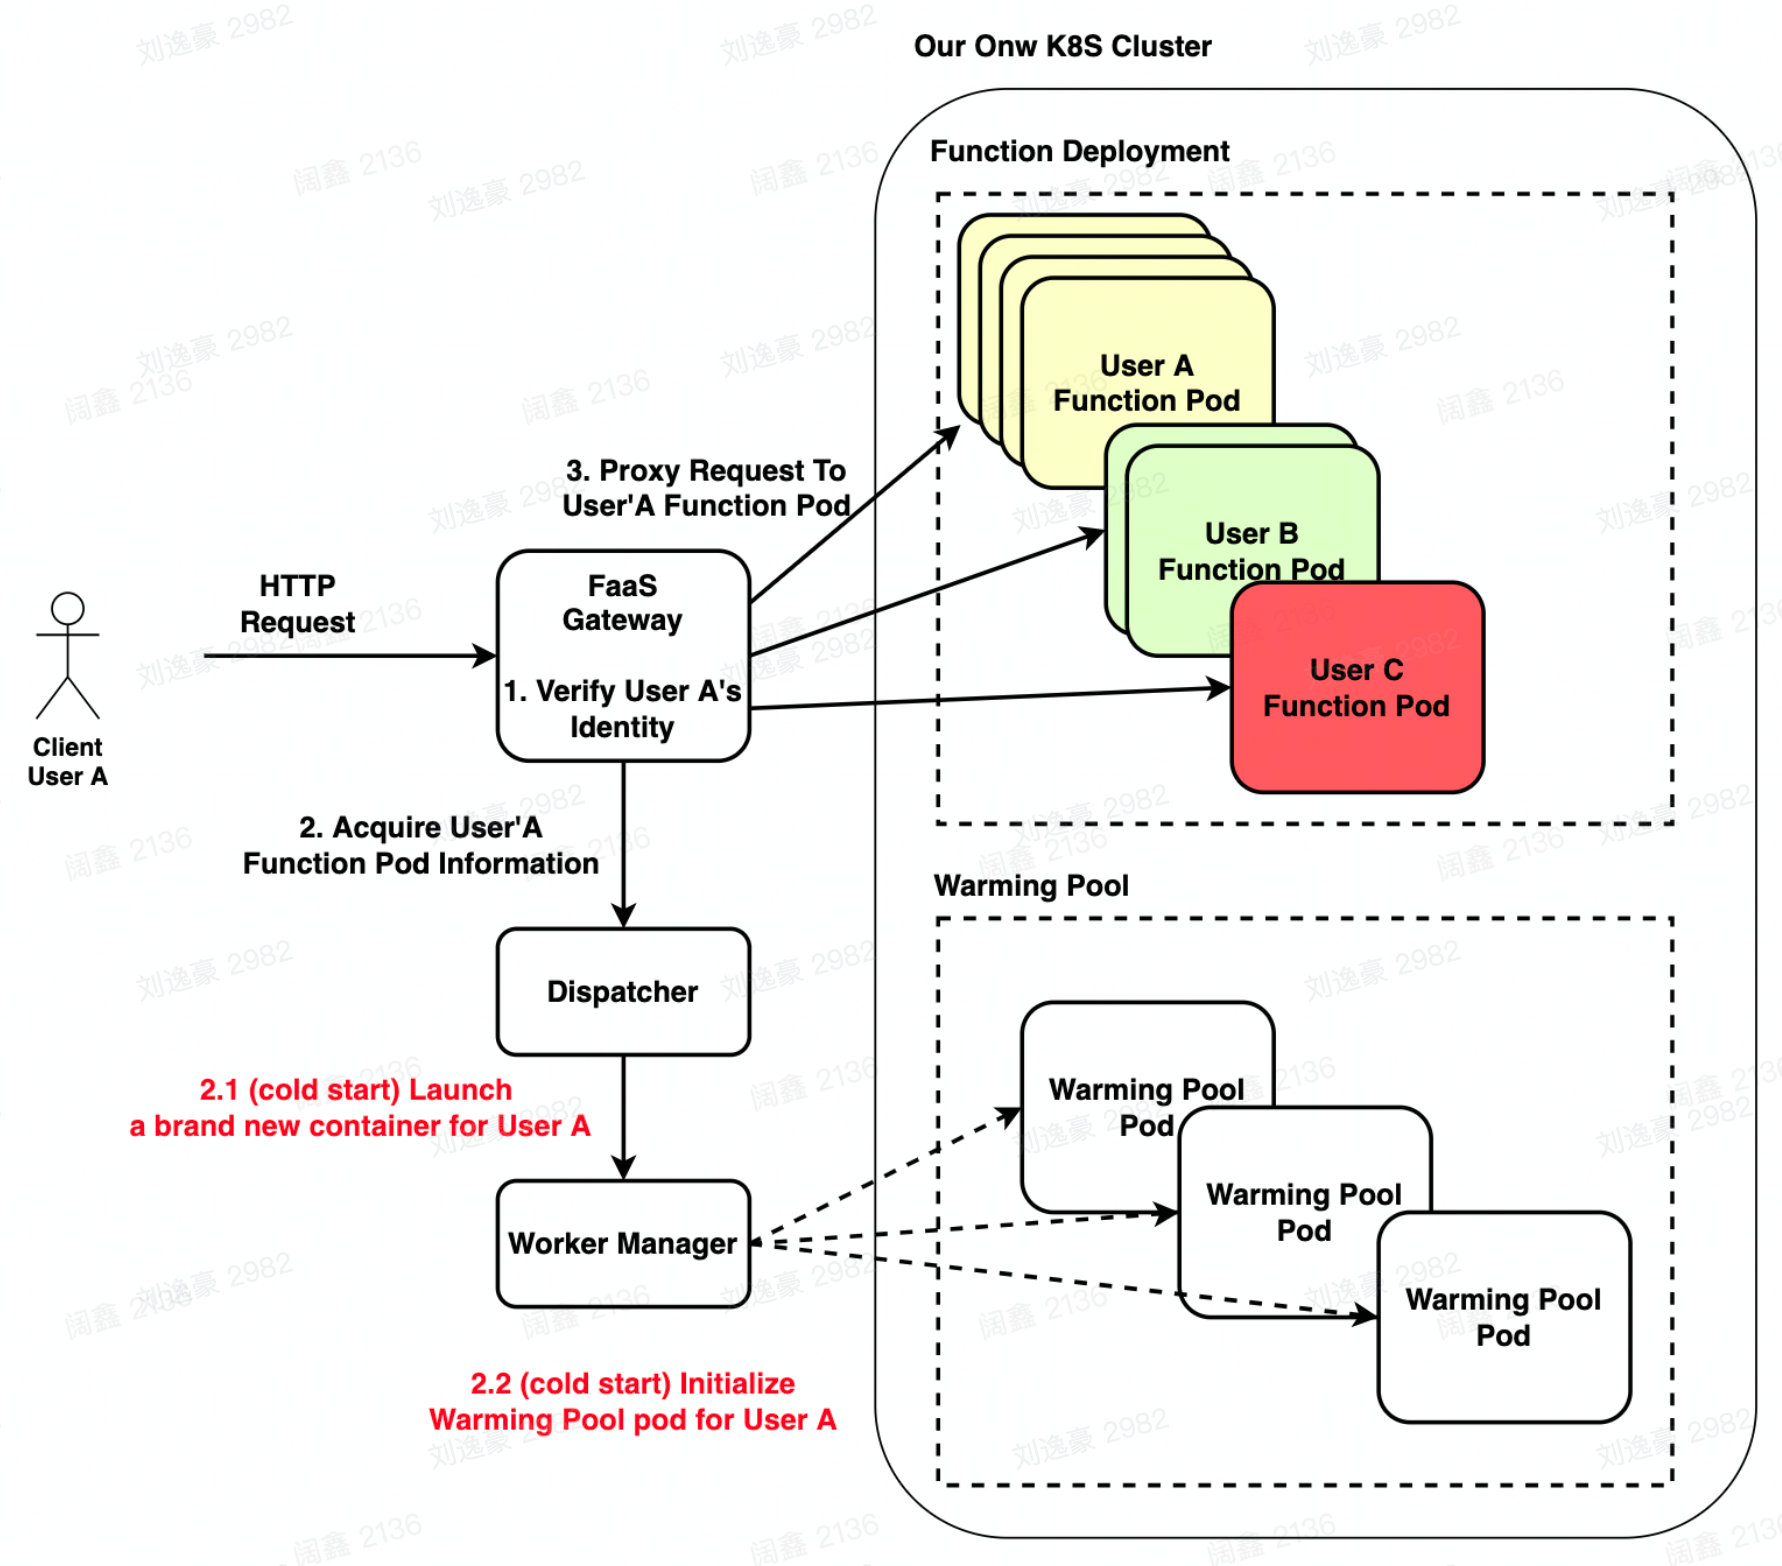 Our Onw K8S Cluster
Function Deployment
User A
Function Pod
User B
Function Pod
User C
Function Pod
3. Proxy Request To
User'A Function Pod
HTTP
Request
FaaS
Gateway
1. Verify User A's
Identity
Client
User A
2. Acquire User'A
Function Pod Information
Dispatcher
2.1 (cold start) Launch
a brand new container for User A
Worker Manager
2.2 (cold start) Initialize
Warming Pool pod for User A
Warming Pool
Warming Pool
Pod
Warming Pool
Pod
Warming Pool
Pod
刘逸豪 2982
阔鑫 2136